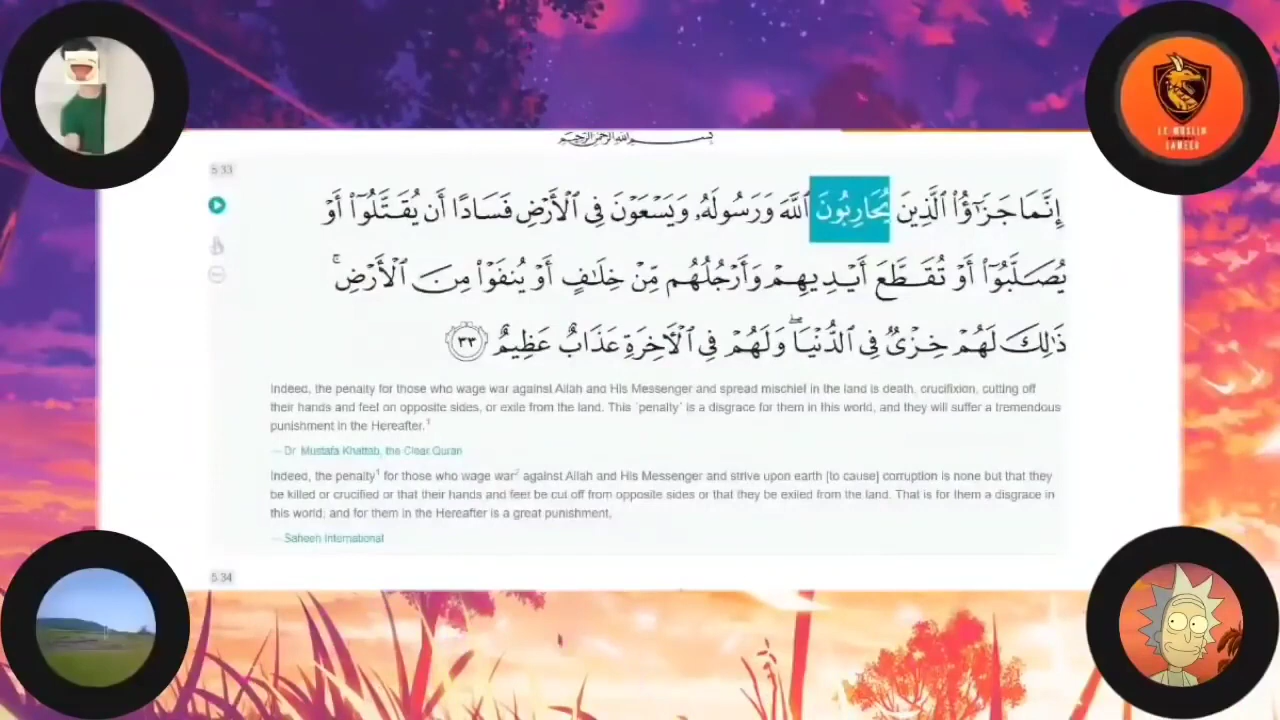 بِسْمِ اللَّهِ الرَّحْمَٰنِ الرَّحِيمِ
5:33
إِنَّمَا جَزَٰٓؤُا۟ ٱلَّذِينَ يُحَارِبُونَ ٱللَّهَ وَرَسُولَهُۥ وَيَسْعَوْنَ فِى ٱلْأَرْضِ فَسَادًا أَن يُقَتَّلُوٓا۟ أَوْ
يُصَلَّبُوٓا۟ أَوْ تُقَطَّعَ أَيْدِيهِمْ وَأَرْجُلُهُم مِّنْ خِلَـٰفٍ أَوْ يُنفَوْا۟ مِنَ ٱلْأَرْضِ ۚ
ذَٰلِكَ لَهُمْ خِزْىٌ فِى ٱلدُّنْيَا ۖ وَلَهُمْ فِى ٱلْـَٔاخِرَةِ عَذَابٌ عَظِيمٌ ٣٣
Indeed, the penalty for those who wage war against Allah and His Messenger and spread mischief in the land is death, crucifixion, cutting off
their hands and feet on opposite sides, or exile from the land. This ˹penalty˺ is a disgrace for them in this world, and they will suffer a tremendous
punishment in the Hereafter.1
— Dr. Mustafa Khattab, the Clear Quran
Indeed, the penalty1 for those who wage war2 against Allah and His Messenger and strive upon earth [to cause] corruption is none but that they
be killed or crucified or that their hands and feet be cut off from opposite sides or that they be exiled from the land. That is for them a disgrace in
this world; and for them in the Hereafter is a great punishment,
— Saheeh International
5:34